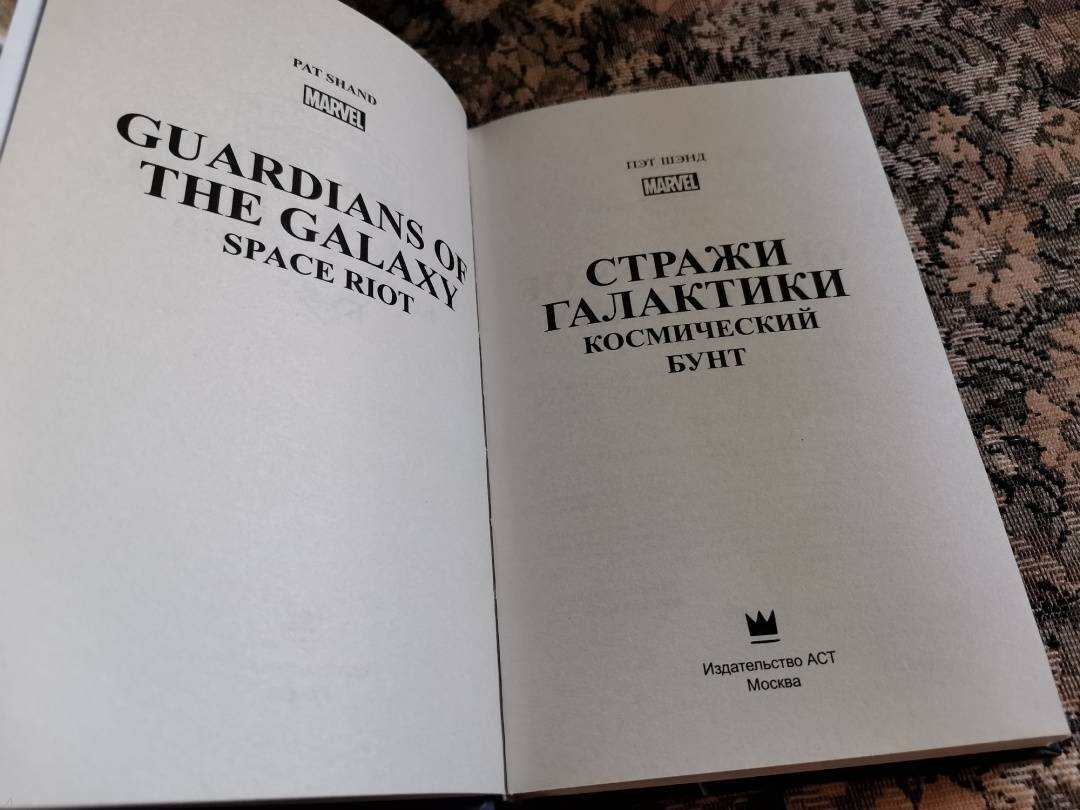 PAT SHAND
MARVEL
GUARDIANS OF
THE GALAXY
SPACE RIOT
ПЭТ ШЭНД
MARVEL
СТРАЖИ
ГАЛАКТИКИ
КОСМИЧЕСКИЙ
БУНТ
Издательство АСТ
Москва